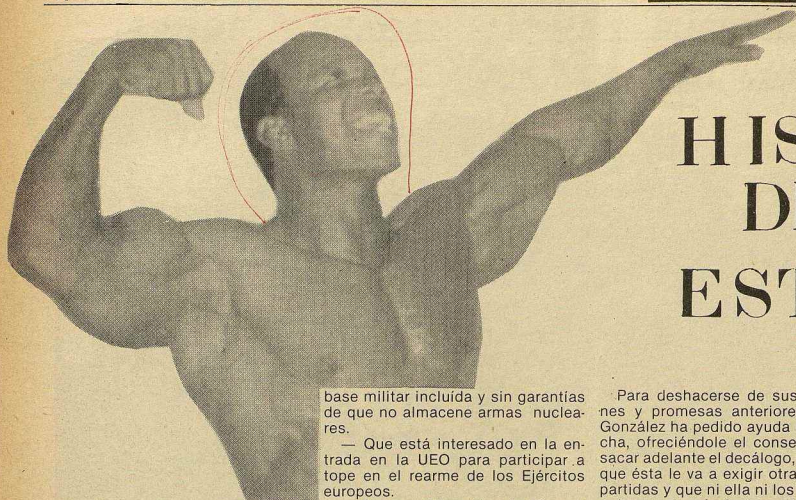 HIS
D
EST
base militar incluída y sin garantías
de que no almacene armas nuclea-
res.
— Que está interesado en la en-
trada en la UEO para participar a
tope en el rearme de los Ejércitos
europeos.
Para deshacerse de sus
nes y promesas anteriore
González ha pedido ayuda
cha, ofreciéndole el conse
sacar adelante el decálogo,
que ésta le va a exigir otra
partidas y que ni ella ni los